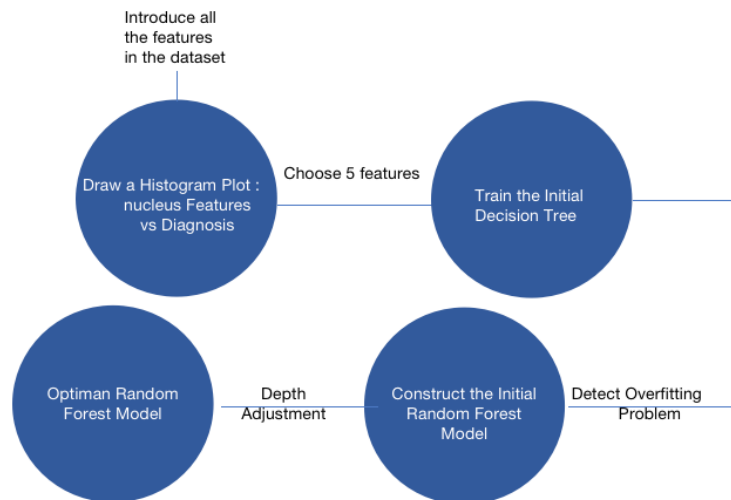 Introduce all
the features
in the dataset
Draw a Histogram Plot :
nucleus Features
vs Diagnosis
Choose 5 features
Train the Initial
Decision Tree
Detect Overfitting
Problem
Construct the Initial
Random Forest
Model
Depth
Adjustment
Optiman Random
Forest Model